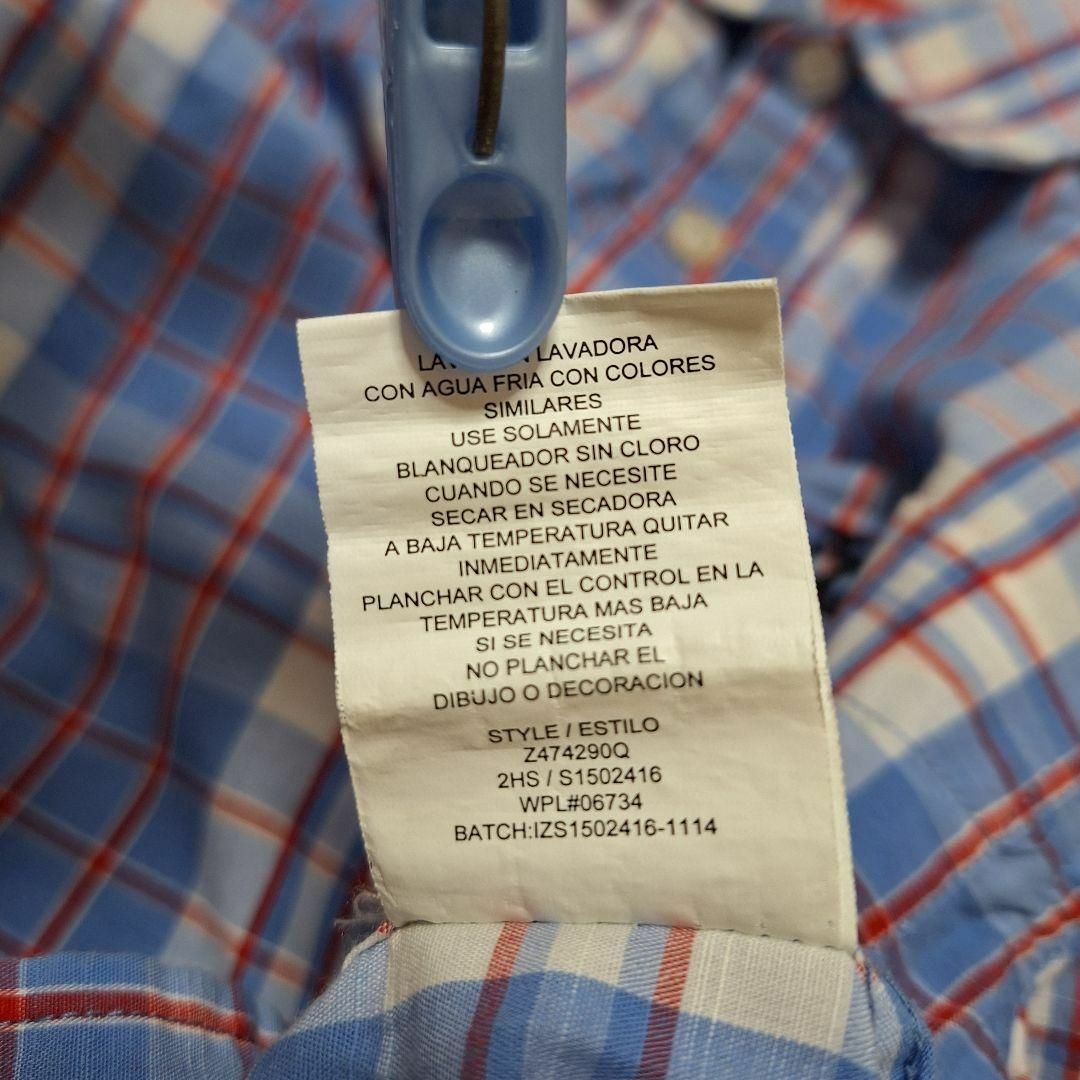 LAVADORA
CON AGUA FRIA CON COLORES
SIMILARES
USE SOLAMENTE
BLANQUEADOR SIN CLORO
CUANDO SE NECESITE
SECAR EN SECADORA
A BAJA TEMPERATURA QUITAR
INMEDIATAMENTE
PLANCHAR CON EL CONTROL EN LA
TEMPERATURA MAS BAJA
SI SE NECESITA
NO PLANCHAR EL
DIBUJO O DECORACION
STYLE / ESTILO
Z474290Q
2HS / S1502416
WPL#06734
BATCH:IZS1502416-1114